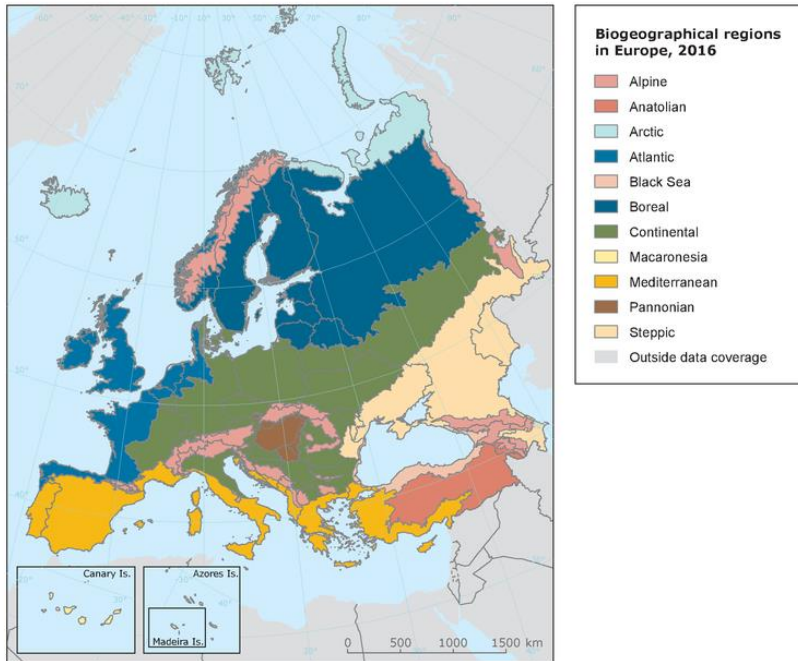 Biogeographical regions
in Europe, 2016
Alpine
Anatolian
Arctic
Atlantic
Black Sea
Boreal
Continental
Macaronesia
Mediterranean
Pannonian
Steppic
Outside data coverage
Canary Is.
Azores Is.
Madeira Is.
0 500 1000 1500 km